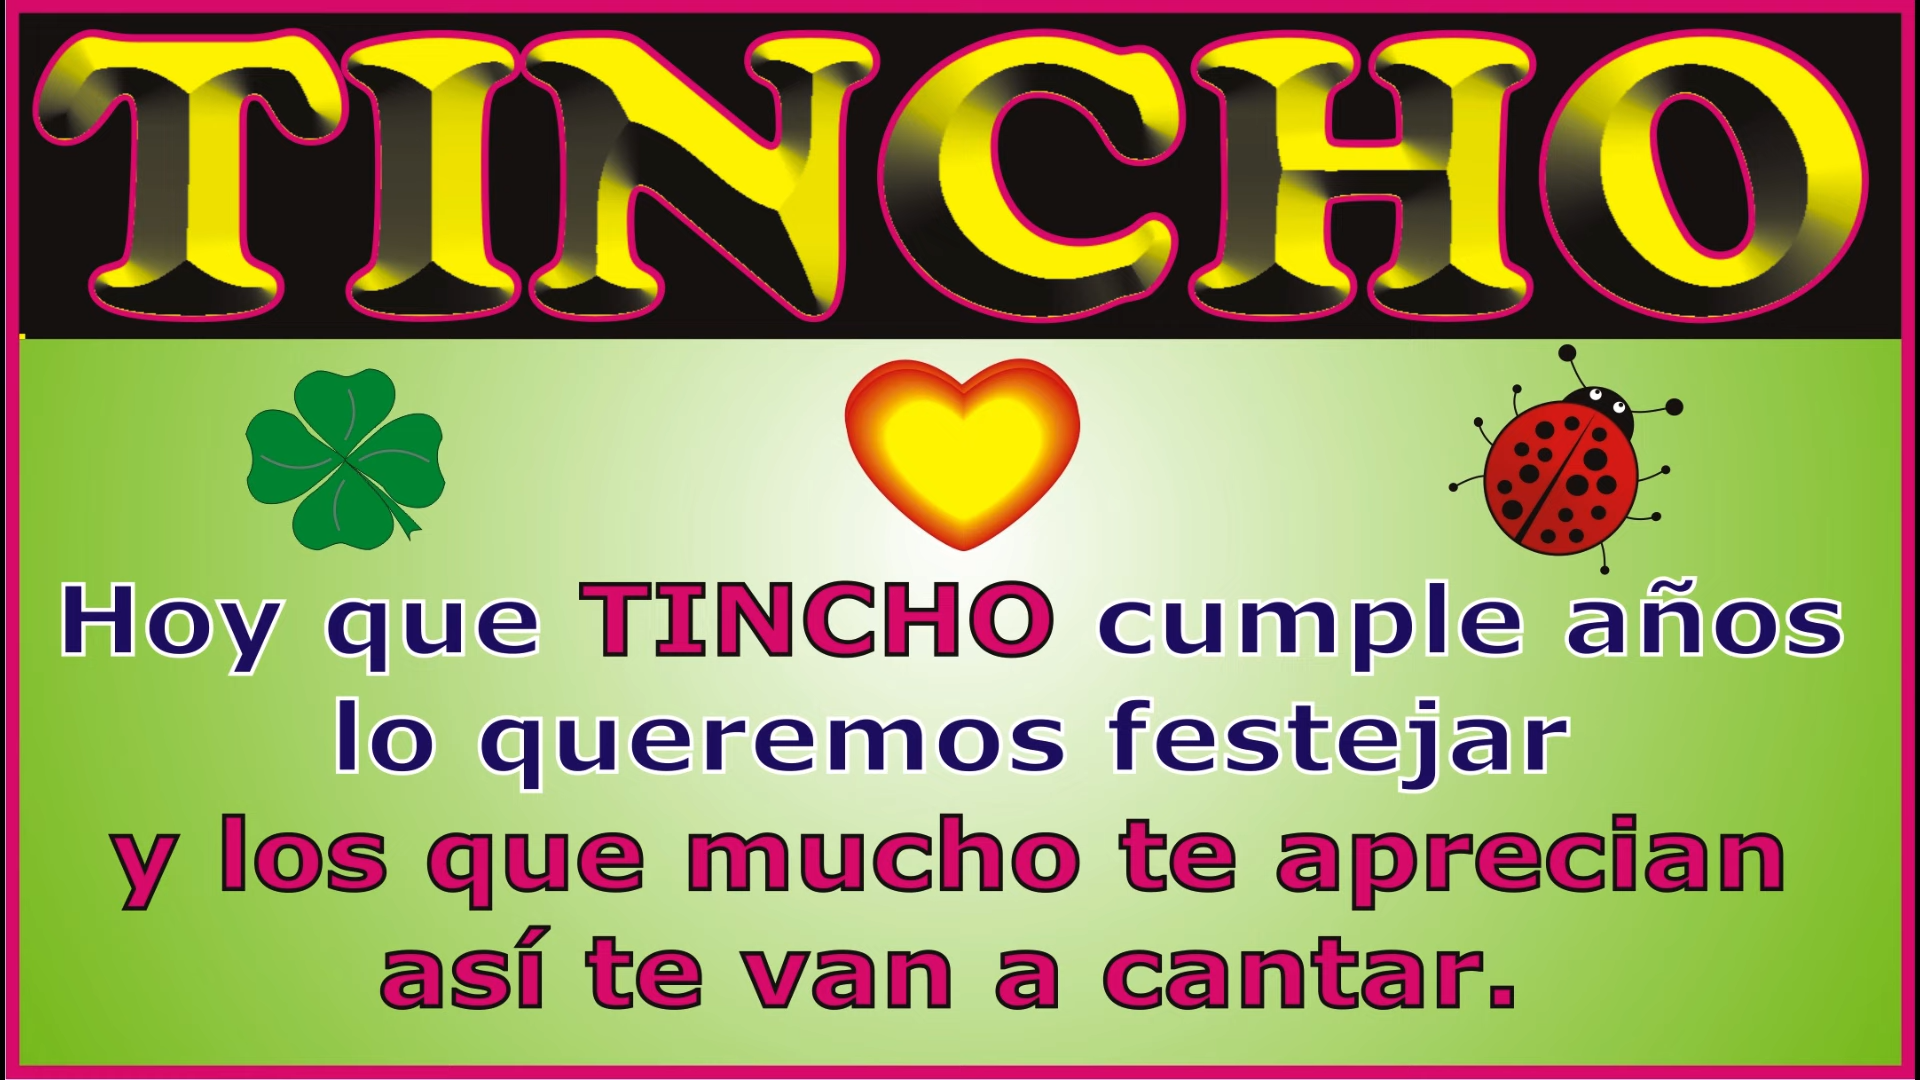 TINCHO
Hoy que TINCHO cumple años
lo queremos festejar
y los que mucho te aprecian
así te van a cantar.